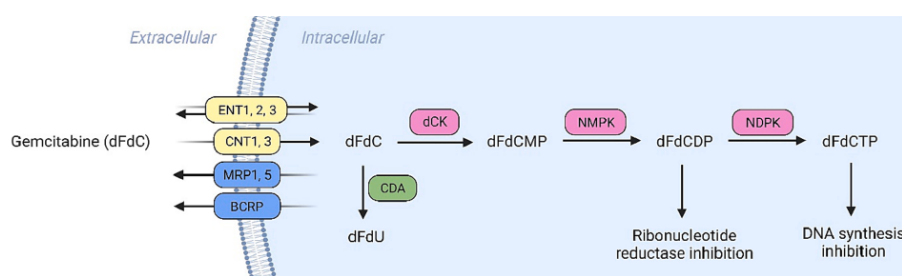 Extracellular
Intracellular
ENT1, 2, 3
Gemcitabine (dFdC)
CNT1, 3
dFdC
dCK
dFdCMP
NMPK
dFdCDP
NDPK
dFdCTP
MRP1, 5
CDA
BCRP
dFdU
Ribonucleotide
reductase inhibition
DNA synthesis
inhibition